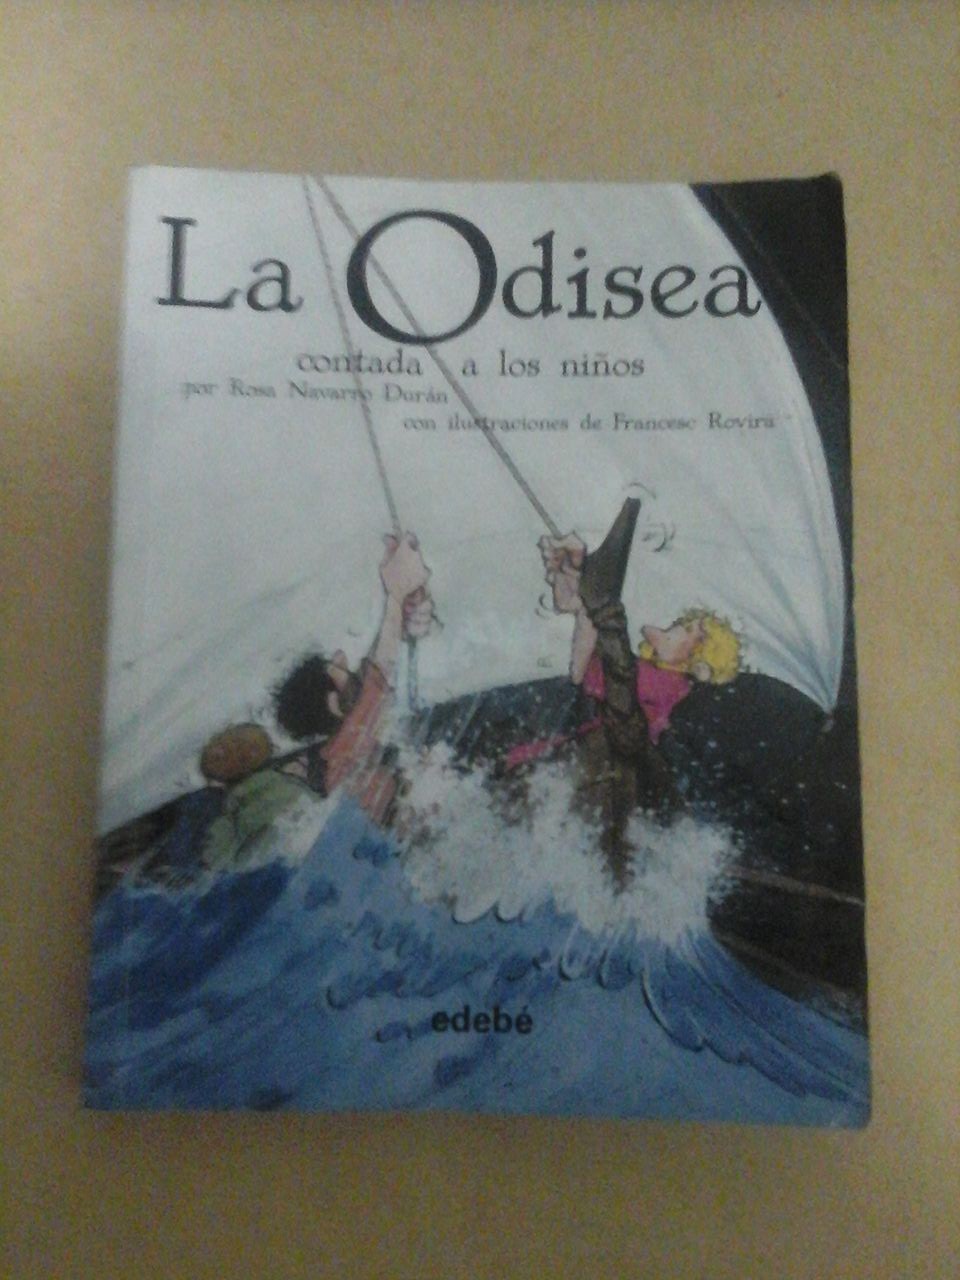 La Odisea
contada a los niños
por Rosa Navarro Durán
con ilustraciones de Francesc Rovira
edebé